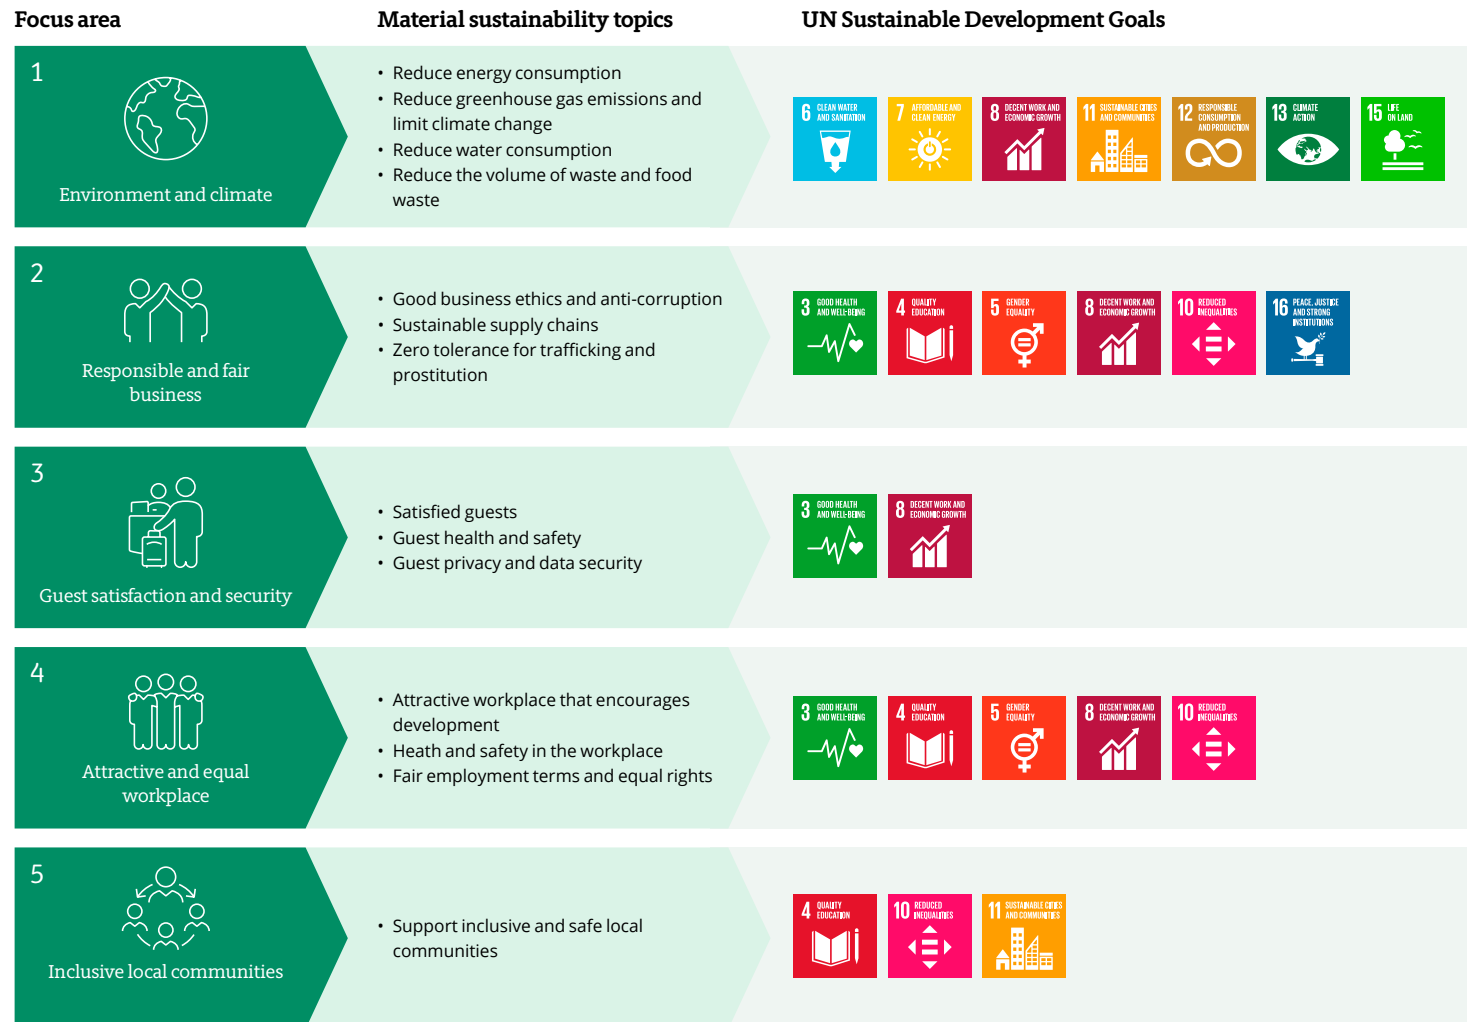 Focus area
Material sustainability topics
UN Sustainable Development Goals
1
Environment and climate
• Reduce energy consumption
• Reduce greenhouse gas emissions and
limit climate change
• Reduce water consumption
• Reduce the volume of waste and food
waste
6 CLEAN WATER
AND SANITATION
7 AFFORDABLE AND
CLEAN ENERGY
8 DECENT WORK AND
ECONOMIC GROWTH
11 SUSTAINABLE CITIES
AND COMMUNITIES
12 RESPONSIBLE
CONSUMPTION
AND PRODUCTION
13 CLIMATE
ACTION
15 LIFE
ON LAND
2
Responsible and fair
business
• Good business ethics and anti-corruption
• Sustainable supply chains
• Zero tolerance for trafficking and
prostitution
3 GOOD HEALTH
AND WELL-BEING
4 QUALITY
EDUCATION
5 GENDER
EQUALITY
8 DECENT WORK AND
ECONOMIC GROWTH
10 REDUCED
INEQUALITIES
16 PEACE, JUSTICE
AND STRONG
INSTITUTIONS
3
Guest satisfaction and security
• Satisfied guests
• Guest health and safety
• Guest privacy and data security
3 GOOD HEALTH
AND WELL-BEING
8 DECENT WORK AND
ECONOMIC GROWTH
4
Attractive and equal
workplace
• Attractive workplace that encourages
development
• Heath and safety in the workplace
• Fair employment terms and equal rights
3 GOOD HEALTH
AND WELL-BEING
4 QUALITY
EDUCATION
5 GENDER
EQUALITY
8 DECENT WORK AND
ECONOMIC GROWTH
10 REDUCED
INEQUALITIES
5
Inclusive local communities
• Support inclusive and safe local
communities
4 QUALITY
EDUCATION
10 REDUCED
INEQUALITIES
11 SUSTAINABLE CITIES
AND COMMUNITIES